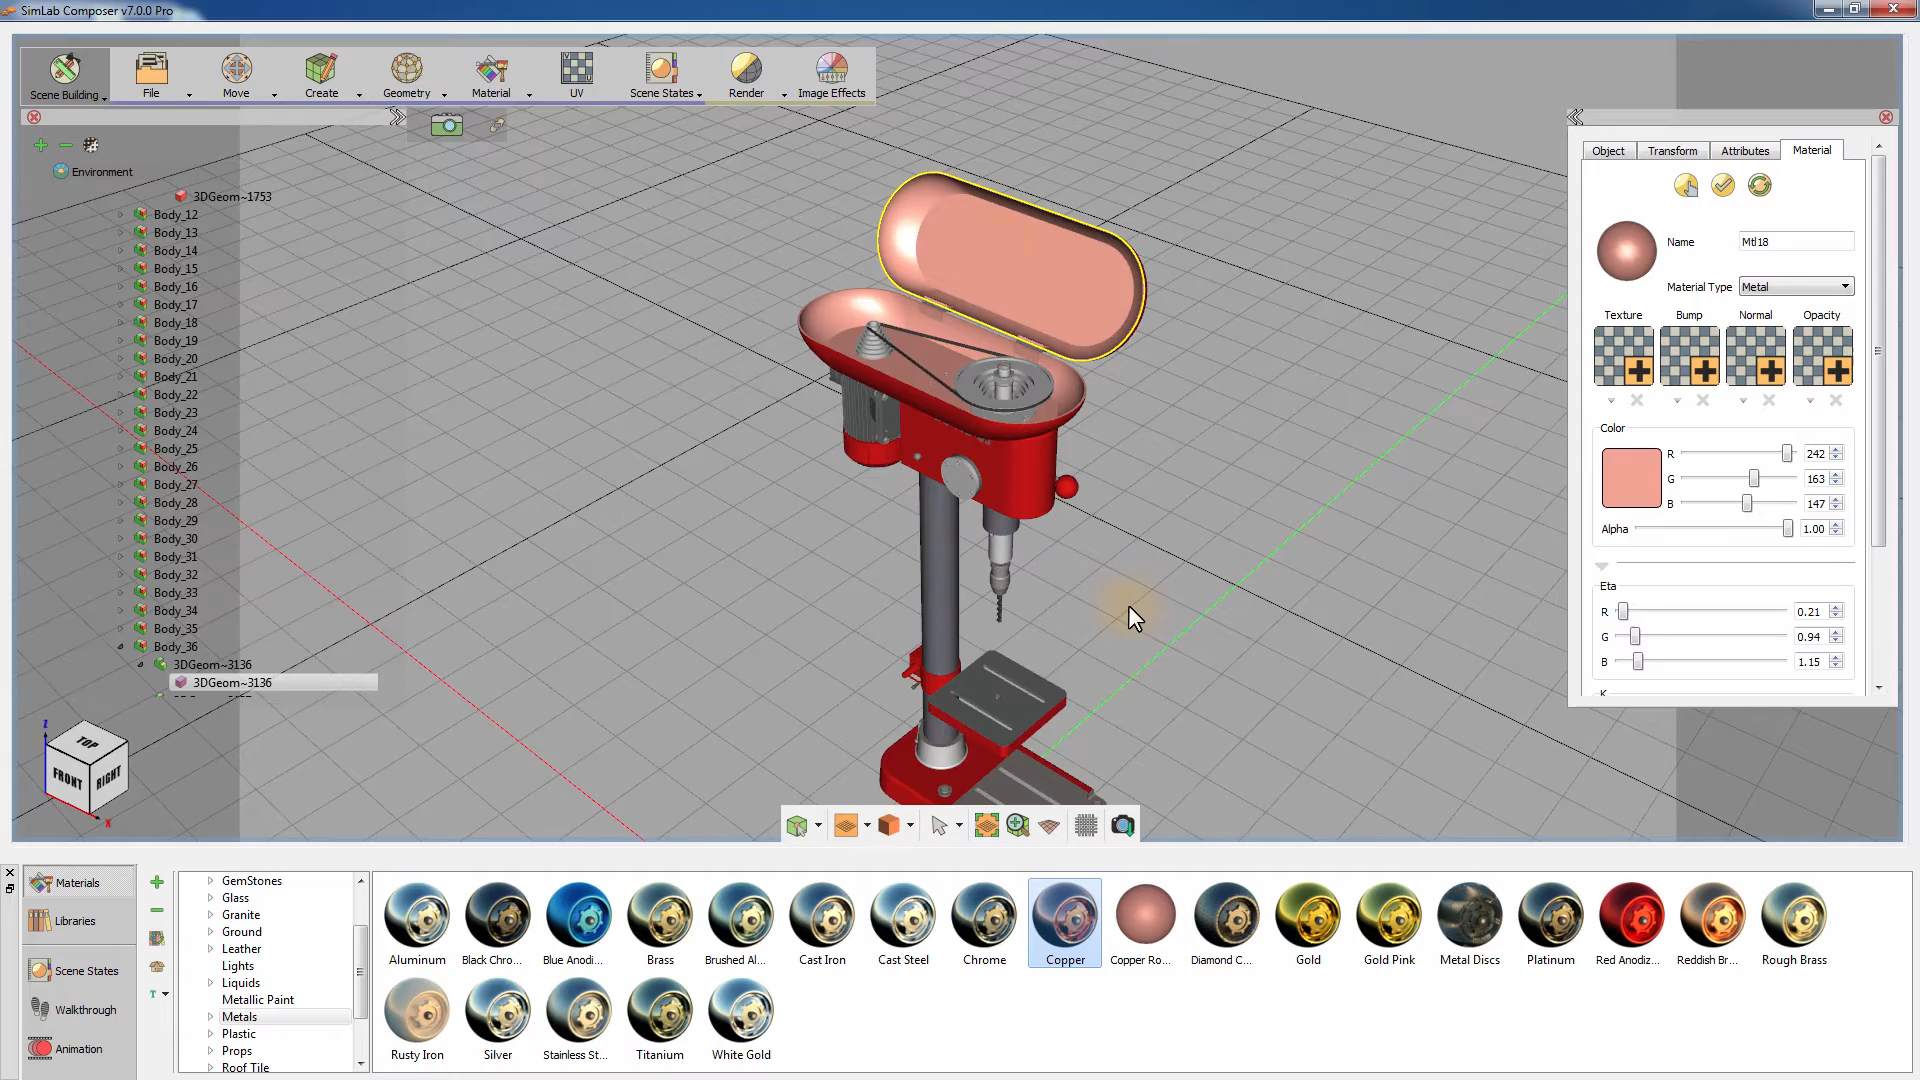 SimLab Composer v7.0.0 Pro
Scene Building
File
Move
Create
Geometry
Material
UV
Scene States
Render
Image Effects
Environment
3DGeom~1753
Body_12
Body_13
Body_14
Body_15
Body_16
Body_17
Body_18
Body_19
Body_20
Body_21
Body_22
Body_23
Body_24
Body_25
Body_26
Body_27
Body_28
Body_29
Body_30
Body_31
Body_32
Body_33
Body_34
Body_35
Body_36
3DGeom~3136
3DGeom~3136
Z
TOP
FRONT
RIGHT
X
Object
Transform
Attributes
Material
Name
Mtl18
Material Type
Metal
Texture
Bump
Normal
Opacity
Color
R
242
G
163
B
147
Alpha
1.00
Eta
R
0.21
G
0.94
B
1.15
Materials
Libraries
Scene States
Walkthrough
Animation
T
GemStones
Glass
Granite
Ground
Leather
Lights
Liquids
Metallic Paint
Metals
Plastic
Props
Roof Tile
Aluminum
Black Chro...
Blue Anodi...
Brass
Brushed Al...
Cast Iron
Cast Steel
Chrome
Copper
Copper Ro...
Diamond C...
Gold
Gold Pink
Metal Discs
Platinum
Red Anodiz...
Reddish Br...
Rough Brass
Rusty Iron
Silver
Stainless St...
Titanium
White Gold